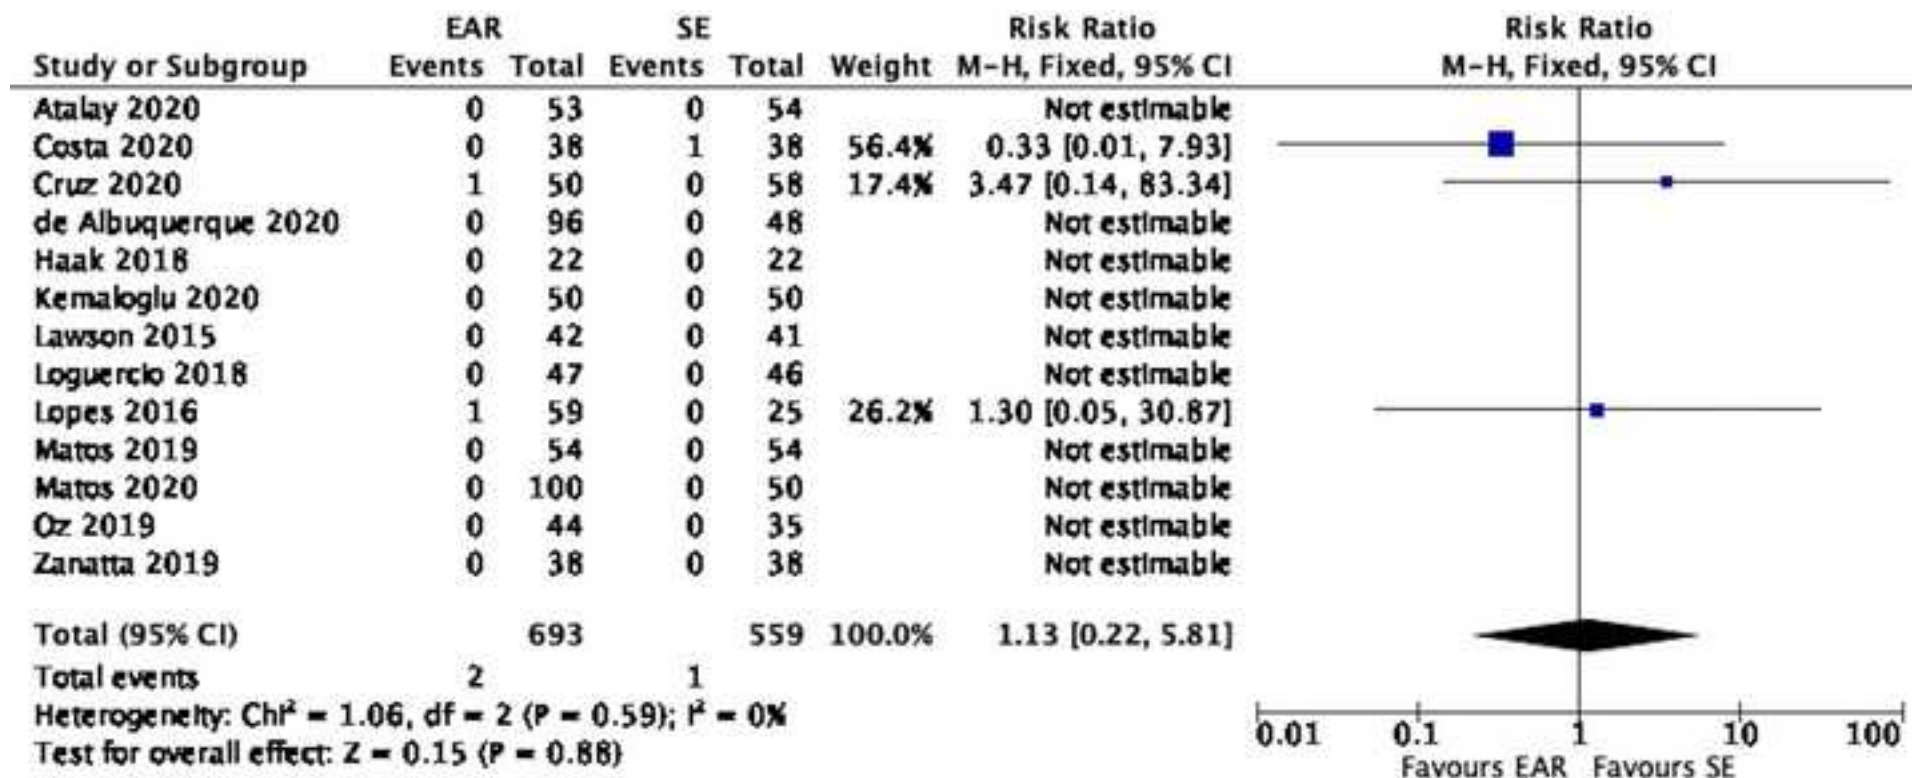 EAR SE Risk Ratio Risk Ratio
Study or Subgroup Events Total Events Total Weight M-H, Fixed, 95% CI M-H, Fixed, 95% CI
Atalay 2020 0 53 0 54 Not estimable
Costa 2020 0 38 1 38 56.4% 0.33 [0.01, 7.93]
Cruz 2020 1 50 0 58 17.4% 3.47 [0.14, 83.34]
de Albuquerque 2020 0 96 0 48 Not estimable
Haak 2018 0 22 0 22 Not estimable
Kemaloglu 2020 0 50 0 50 Not estimable
Lawson 2015 0 42 0 41 Not estimable
Loguercio 2018 0 47 0 46 Not estimable
Lopes 2016 1 59 0 25 26.2% 1.30 [0.05, 30.87]
Matos 2019 0 54 0 54 Not estimable
Matos 2020 0 100 0 50 Not estimable
Oz 2019 0 44 0 35 Not estimable
Zanatta 2019 0 38 0 38 Not estimable
Total (95% CI) 693 559 100.0% 1.13 [0.22, 5.81]
Total events 2 1
Heterogeneity: Chi² = 1.06, df = 2 (P = 0.59); I² = 0%
Test for overall effect: Z = 0.15 (P = 0.88)
0.01 0.1 1 10 100
Favours EAR Favours SE